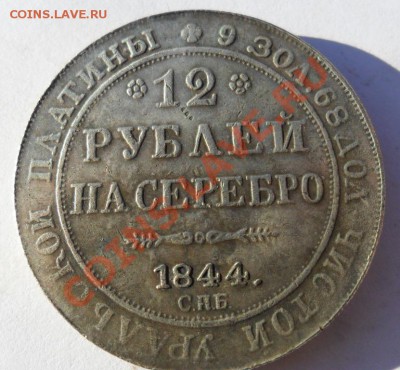 COINS.LAVE.RU
9 ЗОЛ. 68 ДОЛ ЧИСТОЙ УРАЛЬСКОЙ ПЛАТИНЫ
12
РУБЛЕЙ
НА СЕРЕБРО
1844.
СПБ
COINS.LAVE.RU